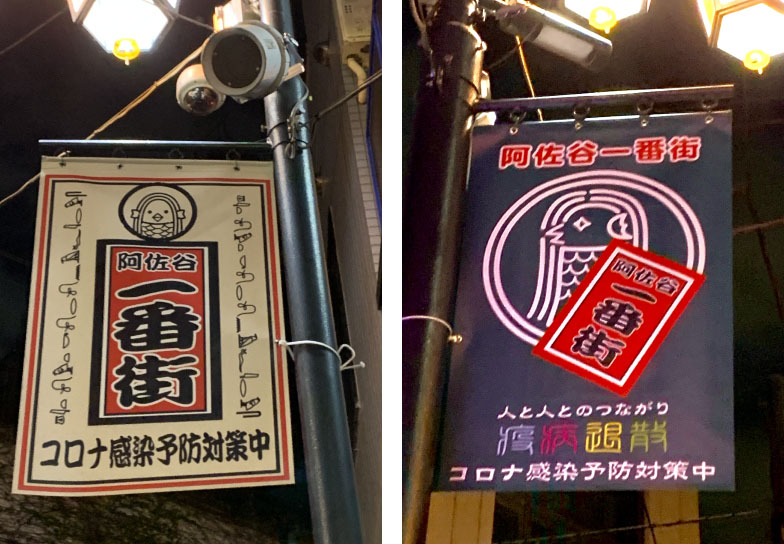 阿佐谷
一番街
コロナ感染予防対策中
阿佐谷一番街
阿佐谷
一番街
人と人とのつながり
疫病退散
コロナ感染予防対策中